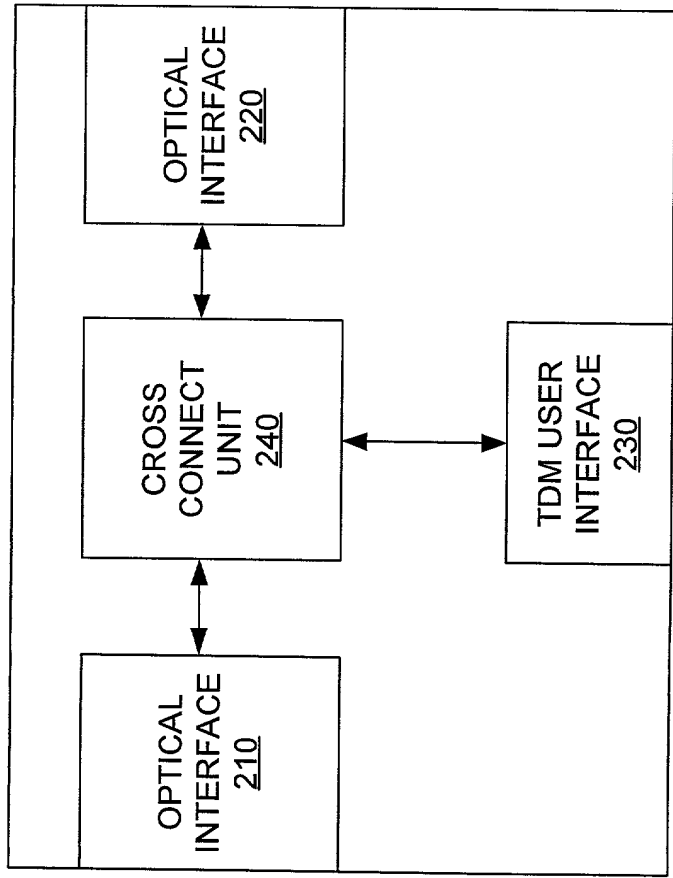 OPTICAL
INTERFACE
210
CROSS
CONNECT
UNIT
240
OPTICAL
INTERFACE
220
TDM USER
INTERFACE
230